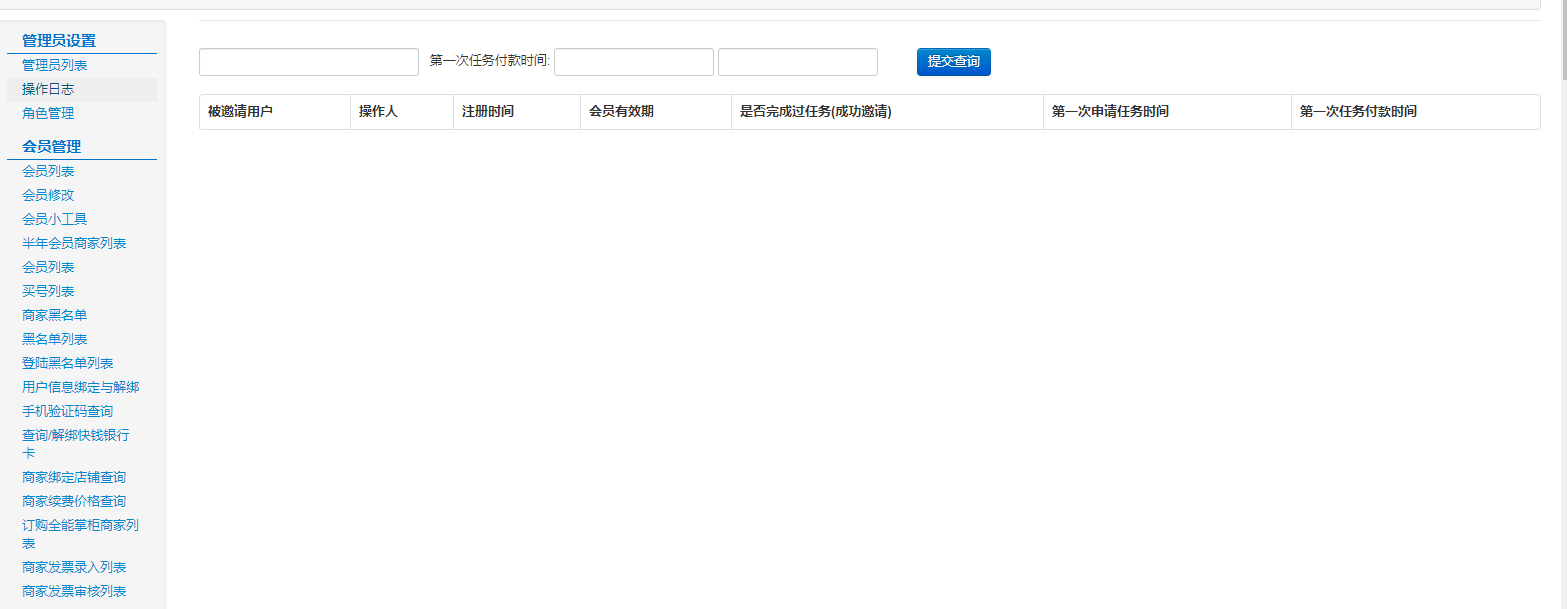 管理员设置
管理员列表
操作日志
角色管理
会员管理
会员列表
会员修改
会员小工具
半年会员商家列表
会员列表
买号列表
商家黑名单
黑名单列表
登陆黑名单列表
用户信息绑定与解绑
手机验证码查询
查询/解绑快钱银行
卡
商家绑定店铺查询
商家续费价格查询
订购全能掌柜商家列
表
商家发票录入列表
商家发票审核列表
第一次任务付款时间: 提交查询
被邀请用户 操作人 注册时间 会员有效期 是否完成过任务(成功邀请) 第一次申请任务时间 第一次任务付款时间